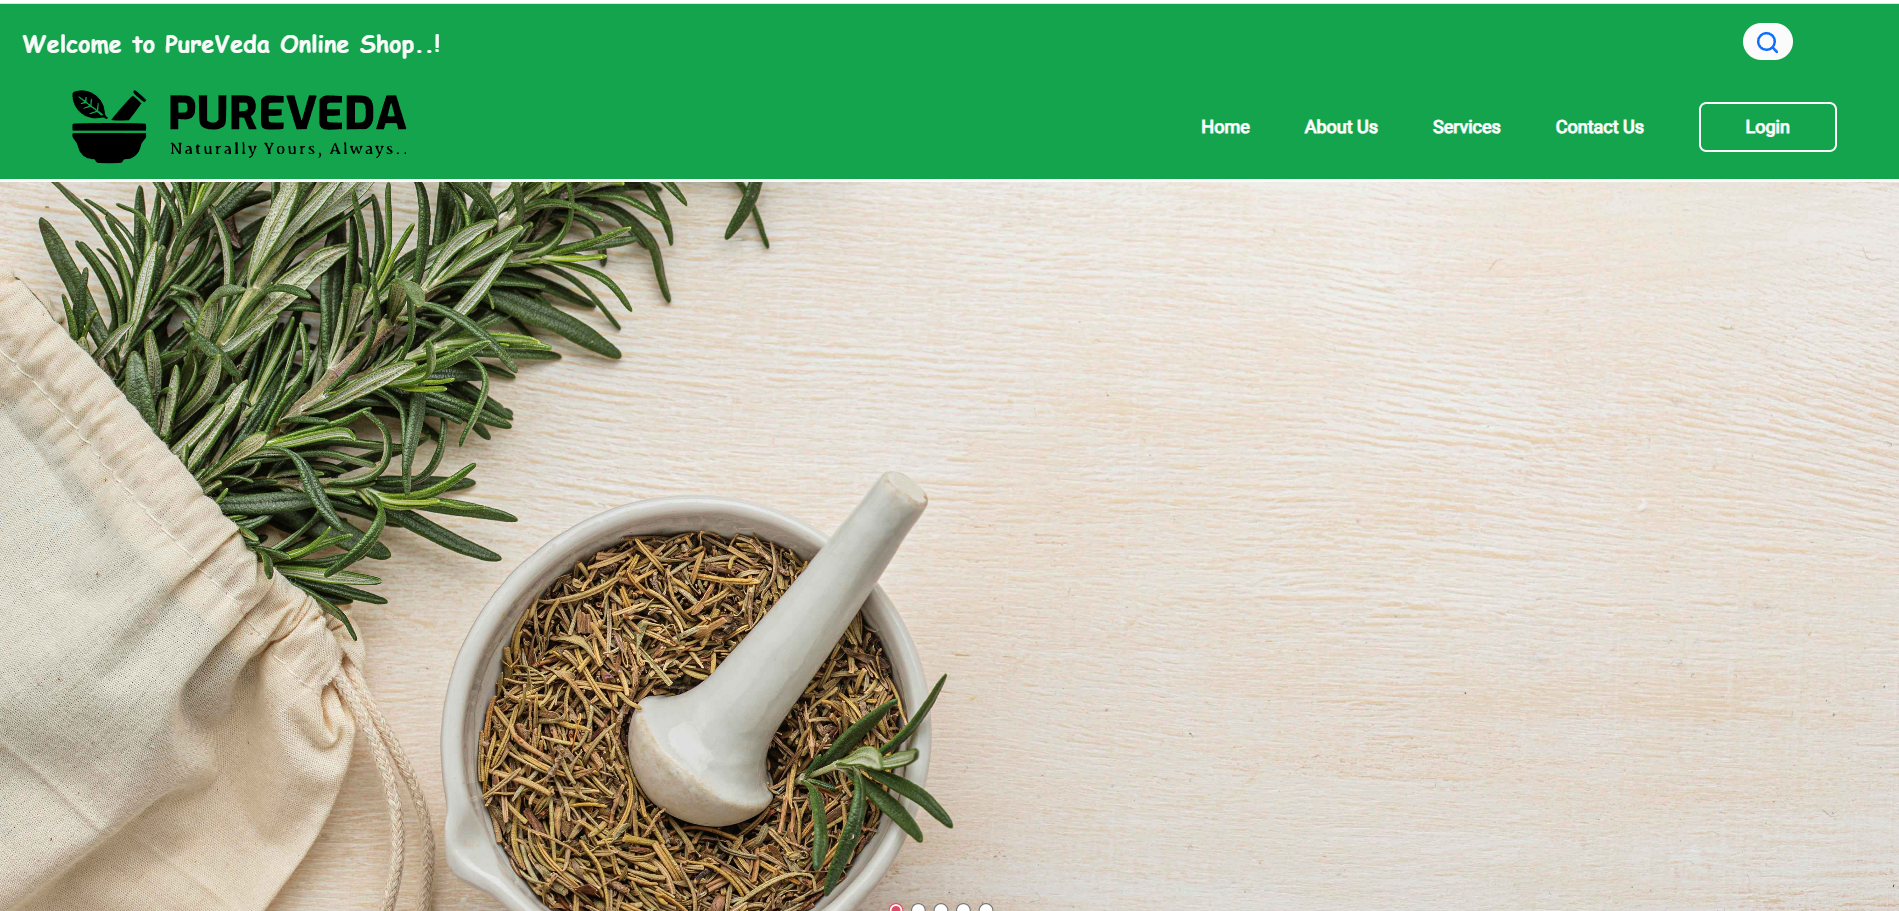 Welcome to PureVeda Online Shop..!
PUREVEDA
Naturally Yours, Always..
Home
About Us
Services
Contact Us
Login